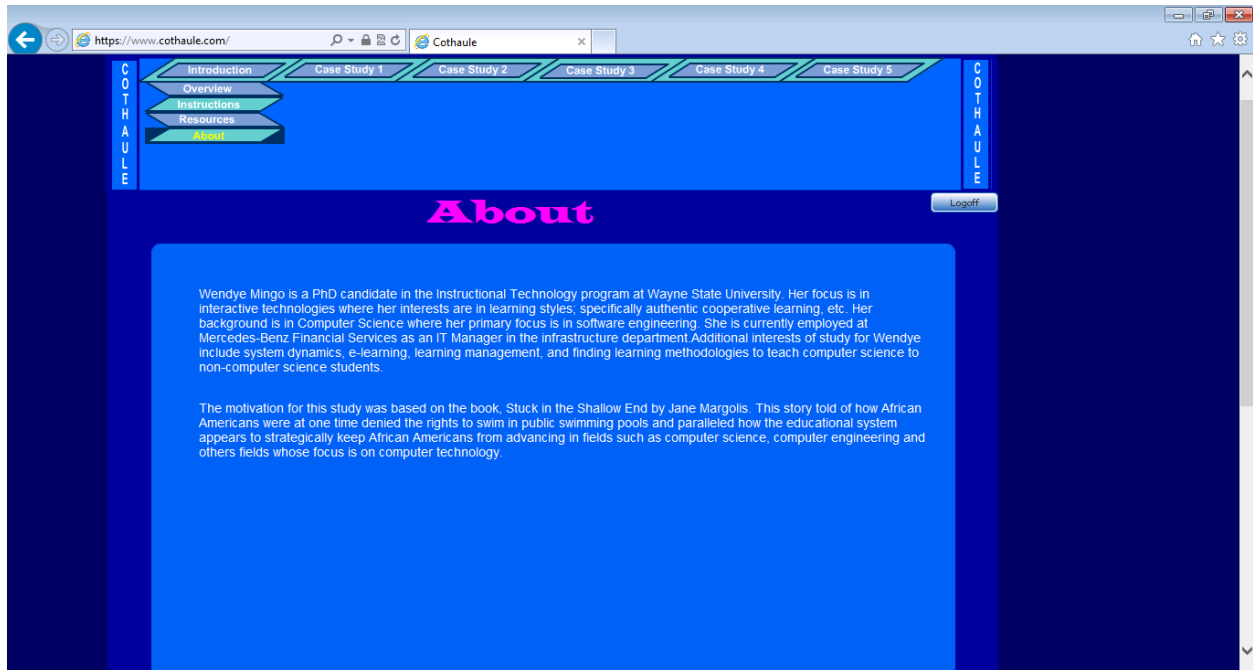 https://www.cothaule.com/
Cothaule
COTHAULE
Introduction
Case Study 1
Case Study 2
Case Study 3
Case Study 4
Case Study 5
COTHAULE
Overview
Instructions
Resources
About
Logoff
About
Wendye Mingo is a PhD candidate in the Instructional Technology program at Wayne State University. Her focus is in
interactive technologies where her interests are in learning styles; specifically authentic cooperative learning, etc. Her
background is in Computer Science where her primary focus is in software engineering. She is currently employed at
Mercedes-Benz Financial Services as an IT Manager in the infrastructure department.Additional interests of study for Wendye
include system dynamics, e-learning, learning management, and finding learning methodologies to teach computer science to
non-computer science students.
The motivation for this study was based on the book, Stuck in the Shallow End by Jane Margolis. This story told of how African
Americans were at one time denied the rights to swim in public swimming pools and paralleled how the educational system
appears to strategically keep African Americans from advancing in fields such as computer science, computer engineering and
others fields whose focus is on computer technology.